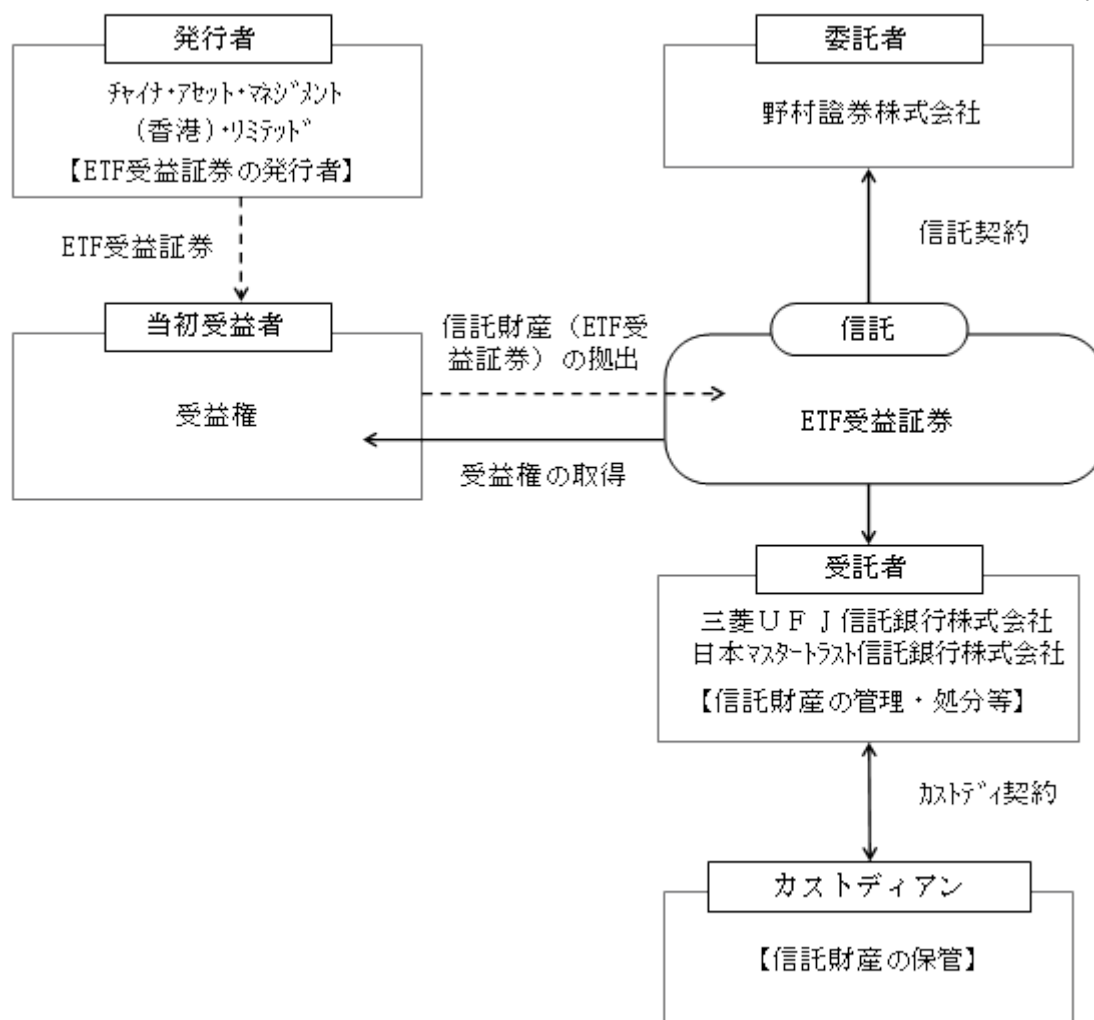 発行者
ﾁｬｲﾅ・ｱｾｯﾄ・ﾏﾈｼﾞﾒﾝﾄ
(香港)・ﾘﾐﾃｯﾄﾞ
【ETF受益証券の発行者】
ETF受益証券
当初受益者
受益権
信託財産（ETF受
益証券）の拠出
受益権の取得
委託者
野村證券株式会社
信託契約
信託
ETF受益証券
受託者
三菱ＵＦＪ信託銀行株式会社
日本ﾏｽﾀｰﾄﾗｽﾄ信託銀行株式会社
【信託財産の管理・処分等】
ｶｽﾄﾃﾞｨ契約
カストディアン
【信託財産の保管】